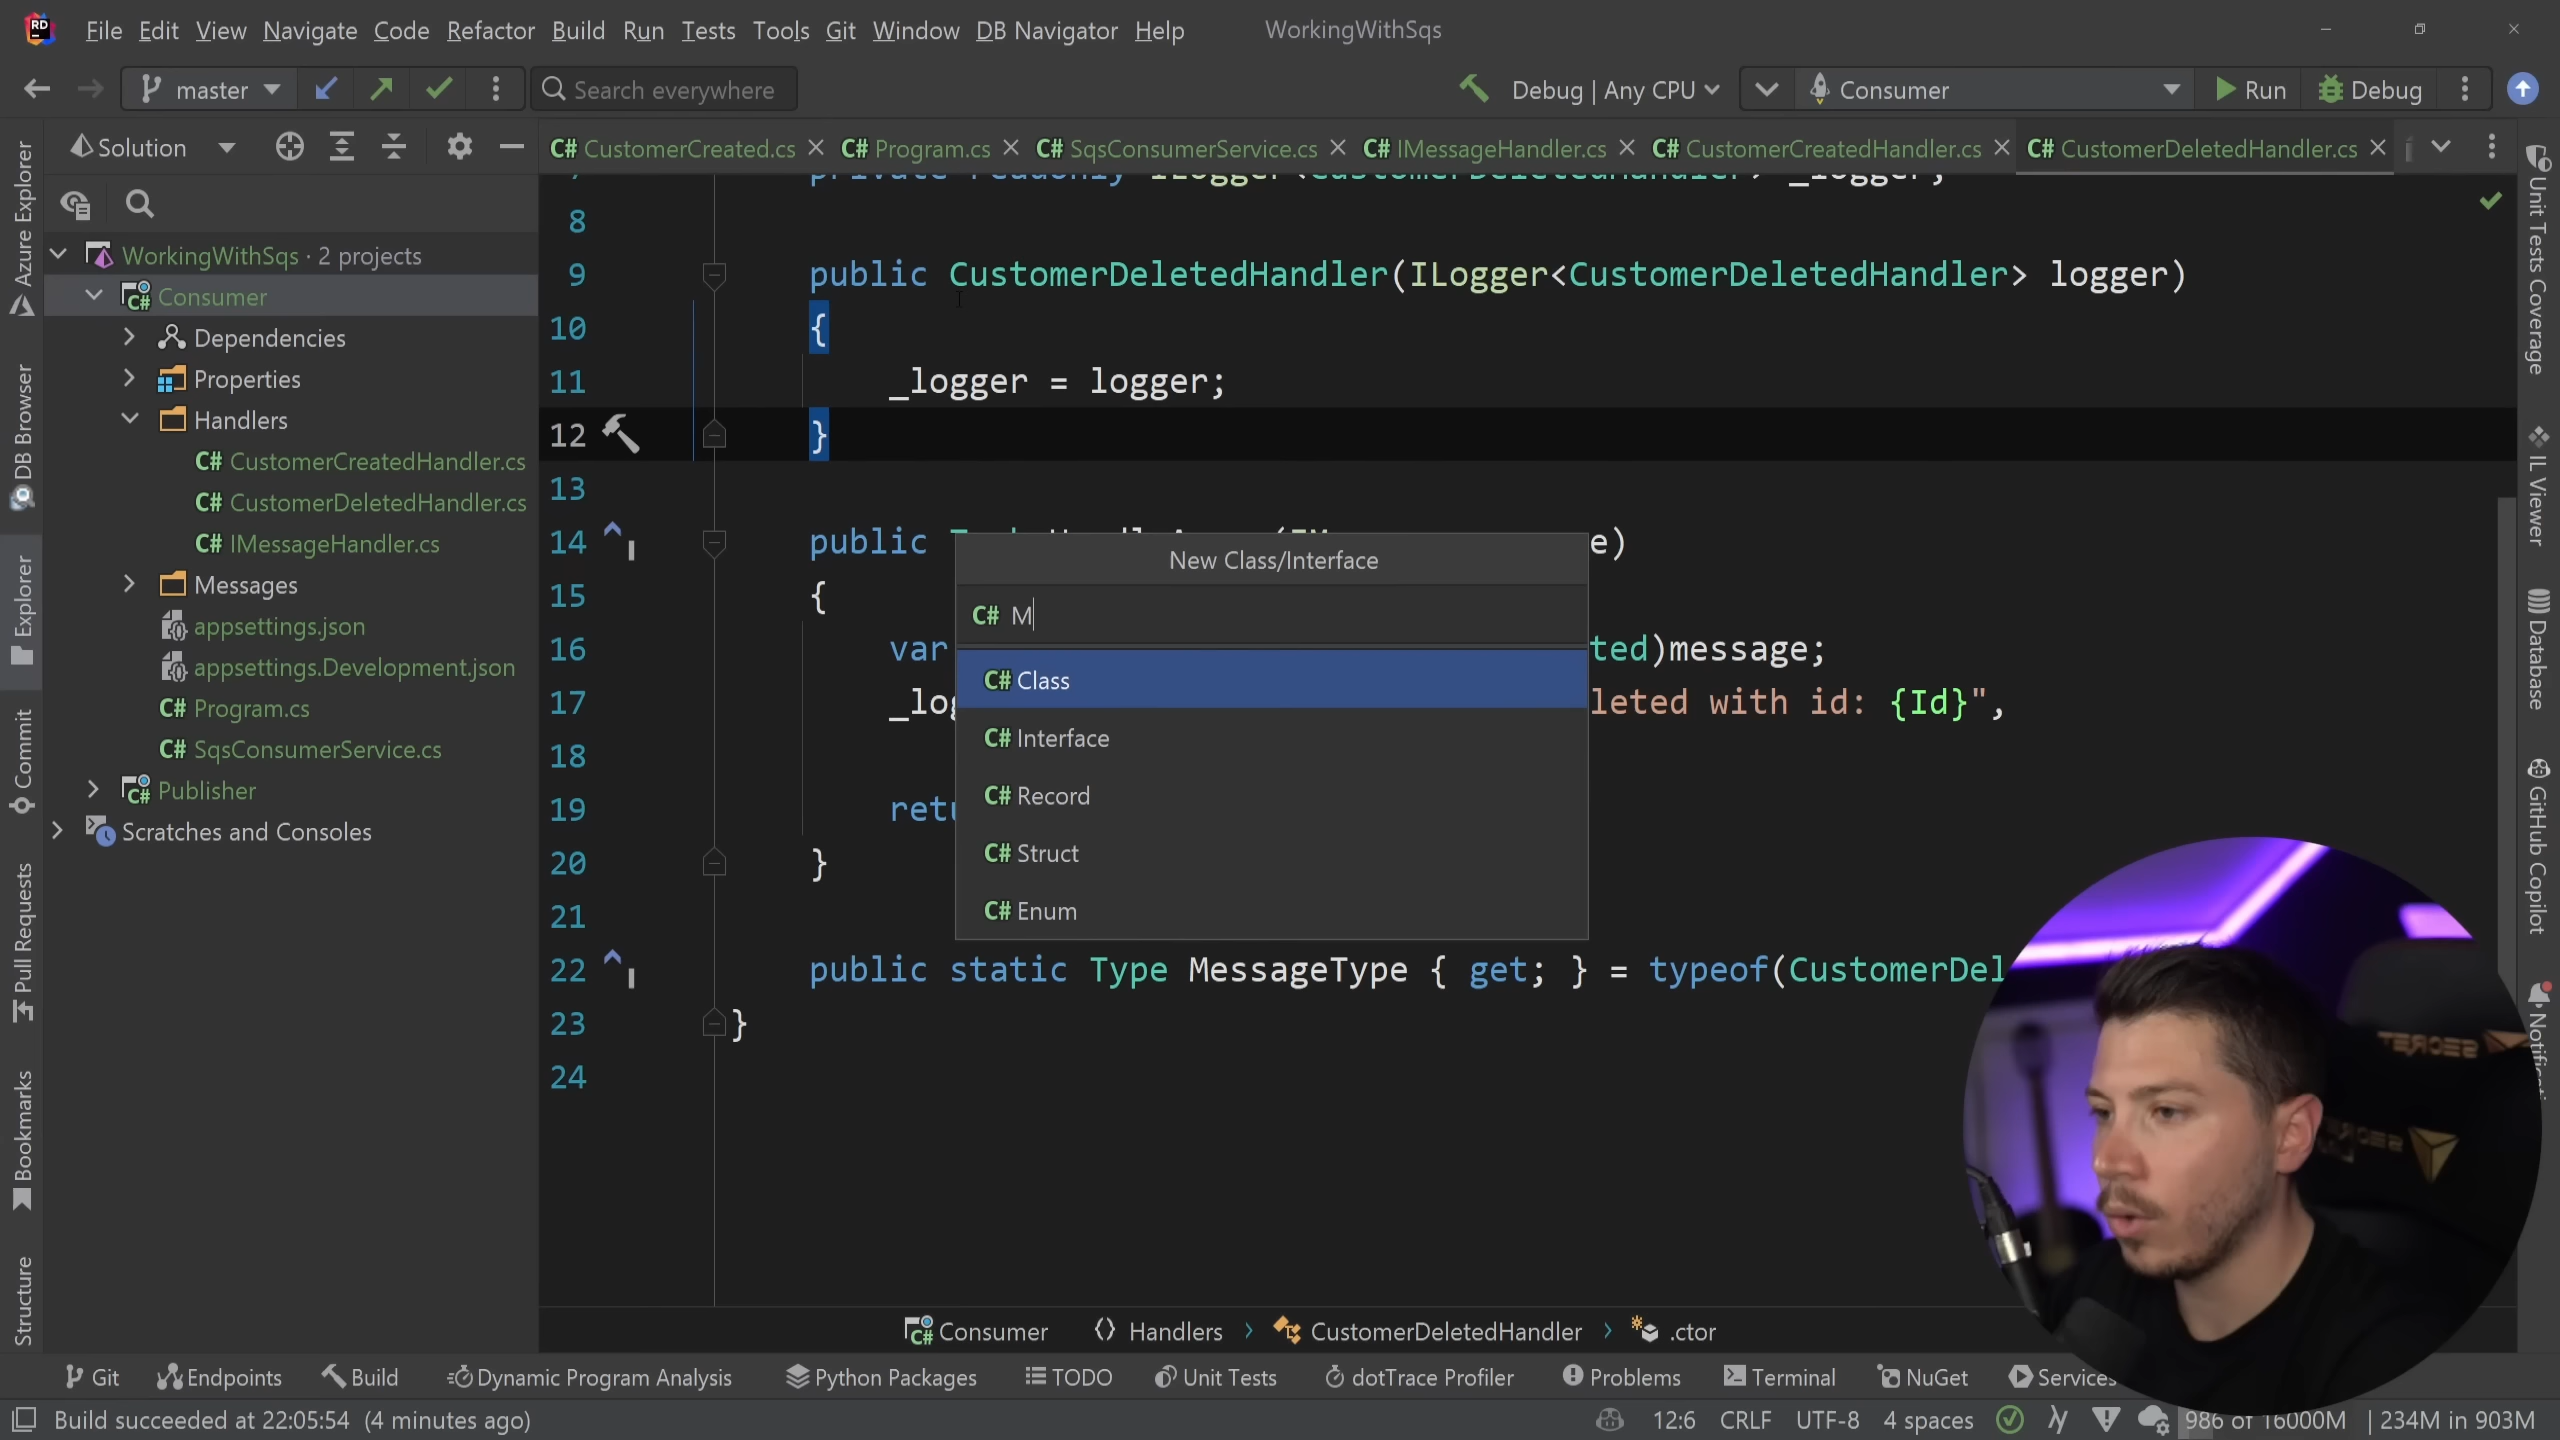 File Edit View Navigate Code Refactor Build Run Tests Tools Git Window DB Navigator Help WorkingWithSqs
master Search everywhere Debug | Any CPU Consumer Run Debug
Solution
C# CustomerCreated.cs C# Program.cs C# SqsConsumerService.cs C# IMessageHandler.cs C# CustomerCreatedHandler.cs C# CustomerDeletedHandler.cs
WorkingWithSqs · 2 projects
Consumer
Dependencies
Properties
Handlers
C# CustomerCreatedHandler.cs
C# CustomerDeletedHandler.cs
C# IMessageHandler.cs
Messages
appsettings.json
appsettings.Development.json
C# Program.cs
C# SqsConsumerService.cs
Publisher
Scratches and Consoles
Azure Explorer
DB Browser
Explorer
Commit
Pull Requests
Bookmarks
Structure
private readonly ILogger<CustomerDeletedHandler> _logger;
8
9 public CustomerDeletedHandler(ILogger<CustomerDeletedHandler> logger)
10 {
11 _logger = logger;
12 }
13
14 public e)
15 {
16 var ted)message;
17 _log leted with id: {Id}",
18
19 retu
20 }
21
22 public static Type MessageType { get; } = typeof(CustomerDel
23 }
24
New Class/Interface
C# M
C# Class
C# Interface
C# Record
C# Struct
C# Enum
Unit Tests Coverage
IL Viewer
Database
GitHub Copilot
SECRET
Consumer Handlers CustomerDeletedHandler .ctor
Git Endpoints Build Dynamic Program Analysis Python Packages TODO Unit Tests dotTrace Profiler Problems Terminal NuGet Services
Build succeeded at 22:05:54 (4 minutes ago) 12:6 CRLF UTF-8 4 spaces 986 of 16000M 234M in 903M